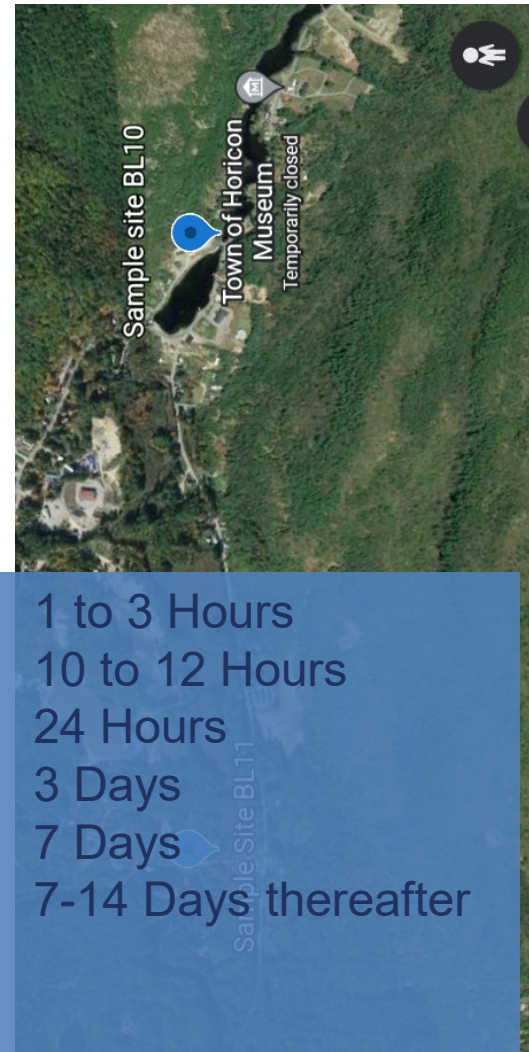 Sample site BL10
Town of Horicon
Museum
Temporarily closed
1 to 3 Hours
10 to 12 Hours
24 Hours
3 Days
7 Days
7-14 Days thereafter
Sample Site BL11